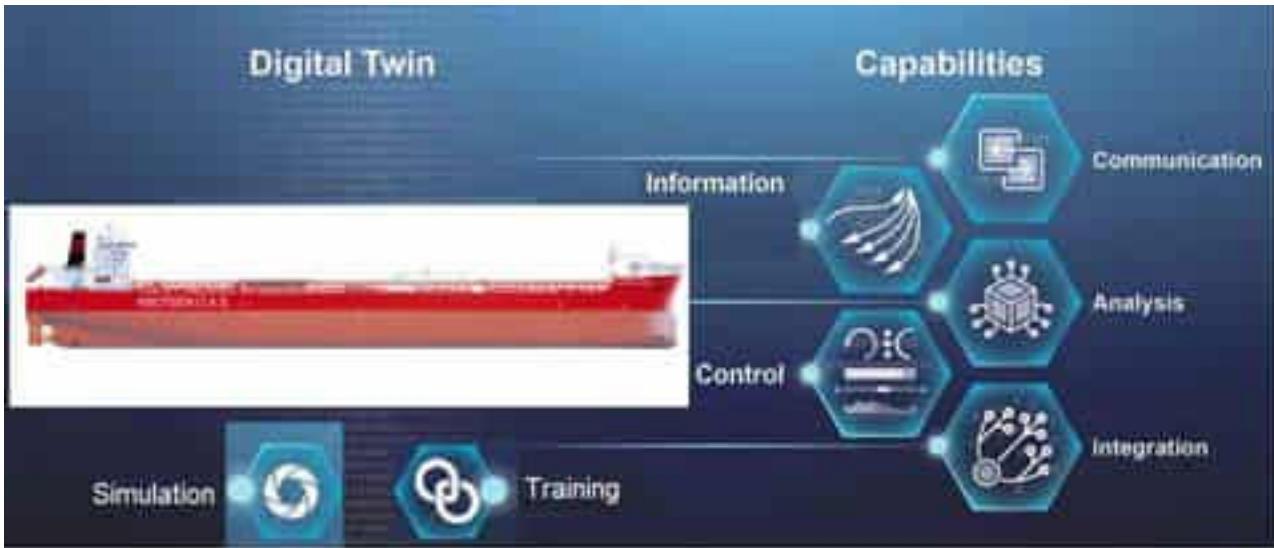 Digital Twin
Capabilities
Communication
Information
Analysis
Control
Integration
Simulation
Training